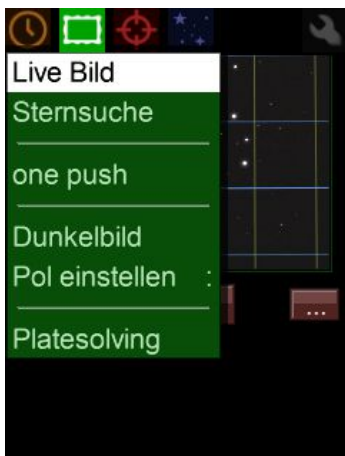 Live Bild
Sternsuche
one push
Dunkelbild
Pol einstellen :
...
Platesolving